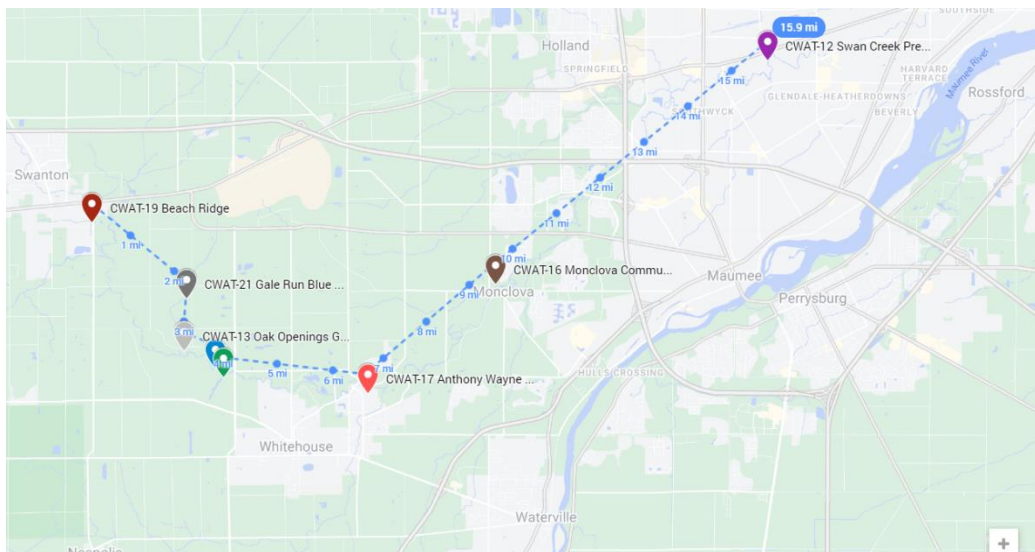 15.9 mi
SOUTHSIDE
Holland
CWAT-12 Swan Creek Pre...
SPRINGFIELD
15 mi
HARVARD
TERRACE
Maumee River
GLENDALE-HEATHERDOWNS
Rossford
14 mi
BEVERLY
13 mi
Swanton
12 mi
CWAT-19 Beach Ridge
11 mi
1 mi
10 mi
CWAT-16 Monclova Commu...
Maumee
2 mi
CWAT-21 Gale Run Blue ...
9 mi
Monclova
Perrysburg
3 mi
8 mi
CWAT-13 Oak Openings G...
7 mi
5 mi
6 mi
CWAT-17 Anthony Wayne ...
HULLS CROSSING
Whitehouse
Waterville
+